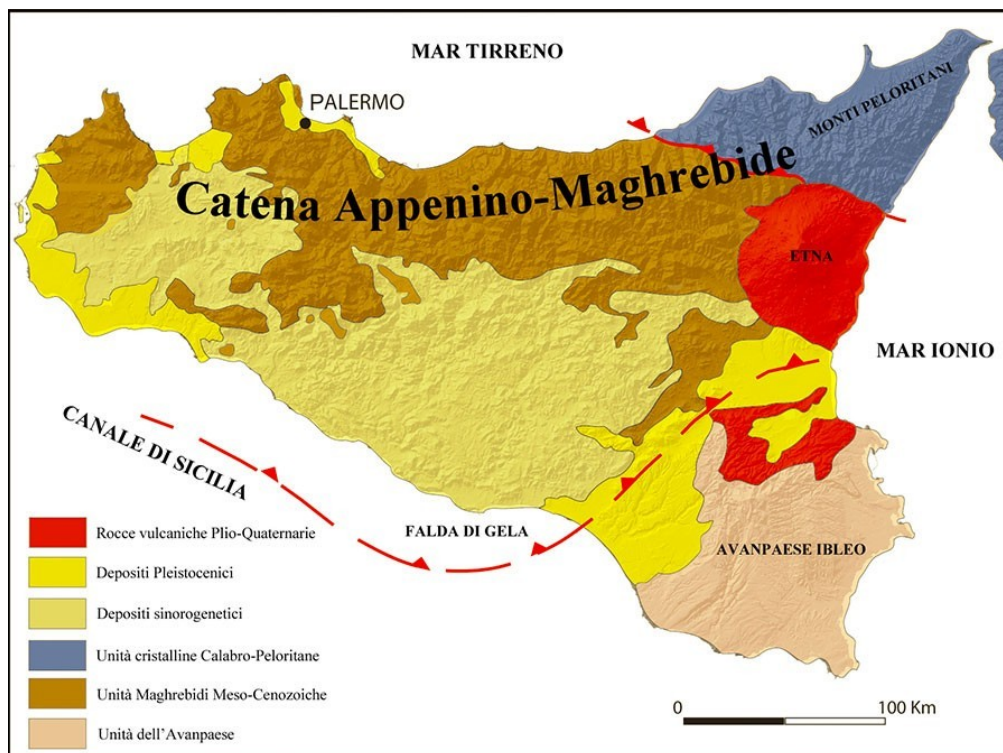 MAR TIRRENO
PALERMO
MONTI PELORITANI
Catena Appenino-Maghrebide
ETNA
MAR IONIO
CANALE DI SICILIA
FALDA DI GELA
AVANPAESE IBLEO
Rocce vulcaniche Plio-Quaternarie
Depositi Pleistocenici
Depositi sinorogenetici
Unità cristalline Calabro-Peloritane
Unità Maghrebidi Meso-Cenozoiche
Unità dell'Avanpaese
0 100 Km